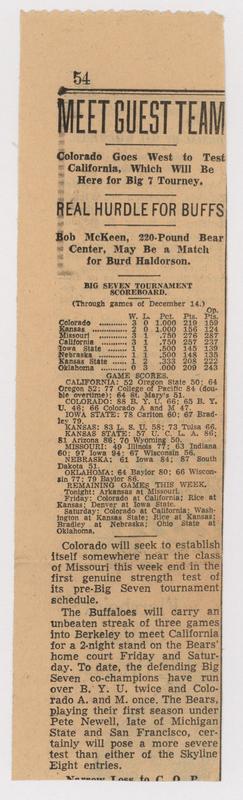 54
MEET GUEST TEAM
Colorado Goes West to Test
California, Which Will Be
Here for Big 7 Tourney.
REAL HURDLE FOR BUFFS
Bob McKeen, 220-Pound Bear
Center, May Be a Match
for Burd Haldorson.
BIG SEVEN TOURNAMENT
SCOREBOARD.
(Through games of December 14.)
Op.
W. L. Pct. Pts. Pts.
Colorado 3 0 1.000 219 159
Kansas 2 0 1.000 156 124
Missouri 3 1 .750 276 287
California 3 1 .750 257 237
Iowa State 1 1 .500 145 139
Nebraska 1 1 .500 148 135
Kansas State 1 2 .333 208 222
Oklahoma 0 3 .000 209 243
GAME SCORES.
CALIFORNIA: 52 Oregon State 50; 64
Oregon 52; 77 College of Pacific 84 (dou-
ble overtime); 64 St. Mary's 51.
COLORADO: 88 B. Y. U. 66; 65 B. Y.
U. 46; 66 Colorado A and M 47.
IOWA STATE: 78 Carlton 60; 67 Brad-
ley 79.
KANSAS: 83 L. S. U. 58; 73 Tulsa 66.
KANSAS STATE: 57 U. C. L. A. 86;
81 Arizona 86; 70 Wyoming 50.
MISSOURI: 49 Illinois 77; 63 Indiana
60; 97 Iowa 94; 67 Wisconsin 56.
NEBRASKA: 61 Iowa 84; 87 South
Dakota 51.
OKLAHOMA: 64 Baylor 80; 66 Wiscon-
sin 77; 79 Baylor 86.
REMAINING GAMES THIS WEEK.
Tonight: Arkansas at Missouri.
Friday: Colorado at California; Rice at
Kansas; Denver at Iowa State.
Saturday: Colorado at California; Wash-
ington at Kansas State; Rice at Kansas;
Bradley at Nebraska; Ohio State at
Oklahoma.
Colorado will seek to establish
itself somewhere near the class
of Missouri this week end in the
first genuine strength test of
its pre-Big Seven tournament
schedule.
The Buffaloes will carry an
unbeaten streak of three games
into Berkeley to meet California
for a 2-night stand on the Bears'
home court Friday and Satur-
day. To date, the defending Big
Seven co-champions have run
over B. Y. U. twice and Colo-
rado A. and M. once. The Bears,
playing their first season under
Pete Newell, late of Michigan
State and San Francisco, cer-
tainly will pose a more severe
test than either of the Skyline
Eight entries.
Narrow Loss to C. O. P.